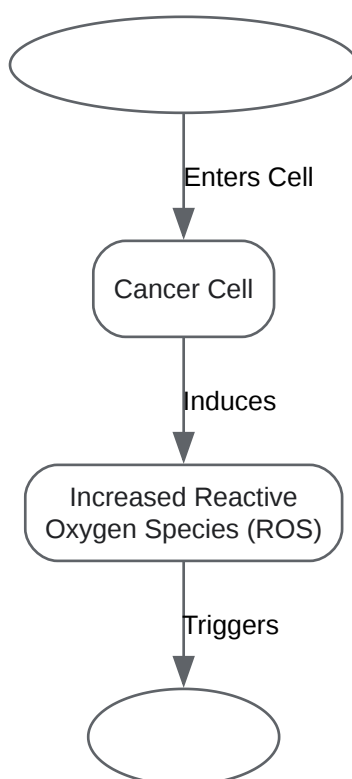 Enters Cell
Cancer Cell
Induces
Increased Reactive
Oxygen Species (ROS)
Triggers